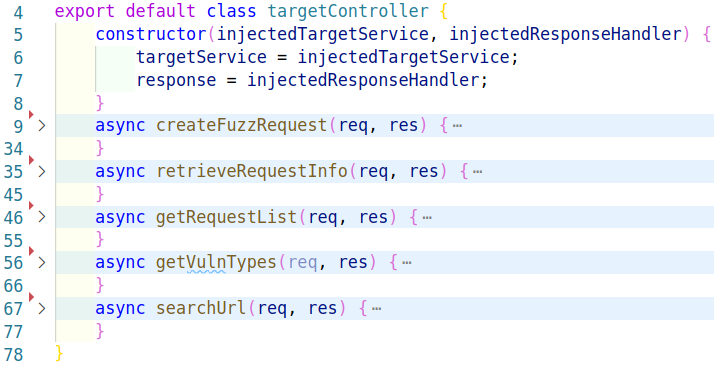 4 export default class targetController {
5 constructor(injectedTargetService, injectedResponseHandler) {
6 targetService = injectedTargetService;
7 response = injectedResponseHandler;
8 }
9 > async createFuzzRequest(req, res) { ⋯
34 }
35 > async retrieveRequestInfo(req, res) { ⋯
45 }
46 > async getRequestList(req, res) { ⋯
55 }
56 > async getVulnTypes(req, res) { ⋯
66 }
67 > async searchUrl(req, res) { ⋯
77 }
78 }